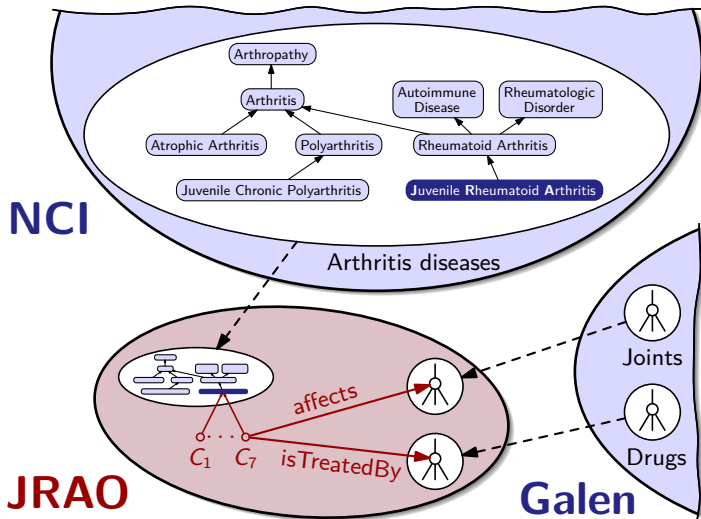 Arthropathy
Arthritis
Autoimmune
Disease
Rheumatologic
Disorder
Atrophic Arthritis
Polyarthritis
Rheumatoid Arthritis
Juvenile Chronic Polyarthritis
Juvenile Rheumatoid Arthritis
NCI
Arthritis diseases
Joints
affects
C1 · · · C7
isTreatedBy
Drugs
JRAO
Galen